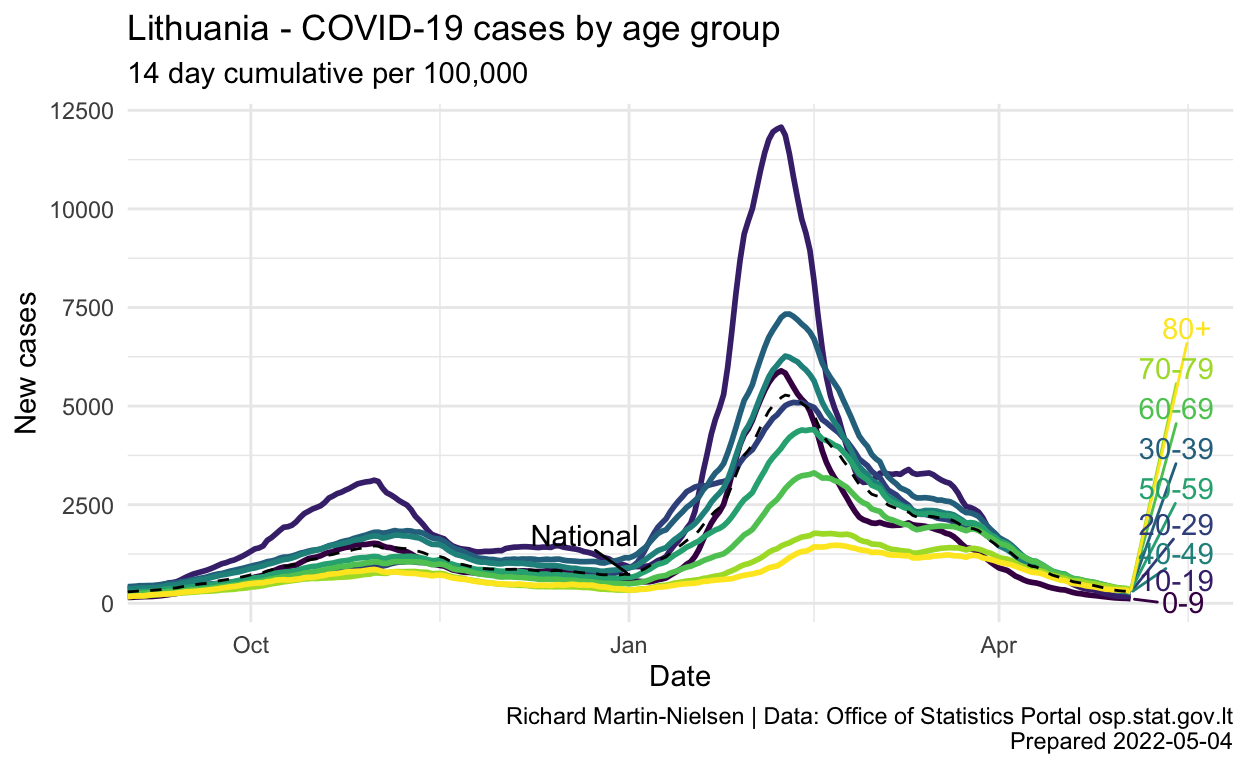 Lithuania - COVID-19 cases by age group
14 day cumulative per 100,000
12500
10000
7500
5000
2500
0
New cases
National
80+
70-79
60-69
30-39
50-59
20-29
40-49
10-19
0-9
Oct
Jan
Apr
Date
Richard Martin-Nielsen | Data: Office of Statistics Portal osp.stat.gov.lt
Prepared 2022-05-04